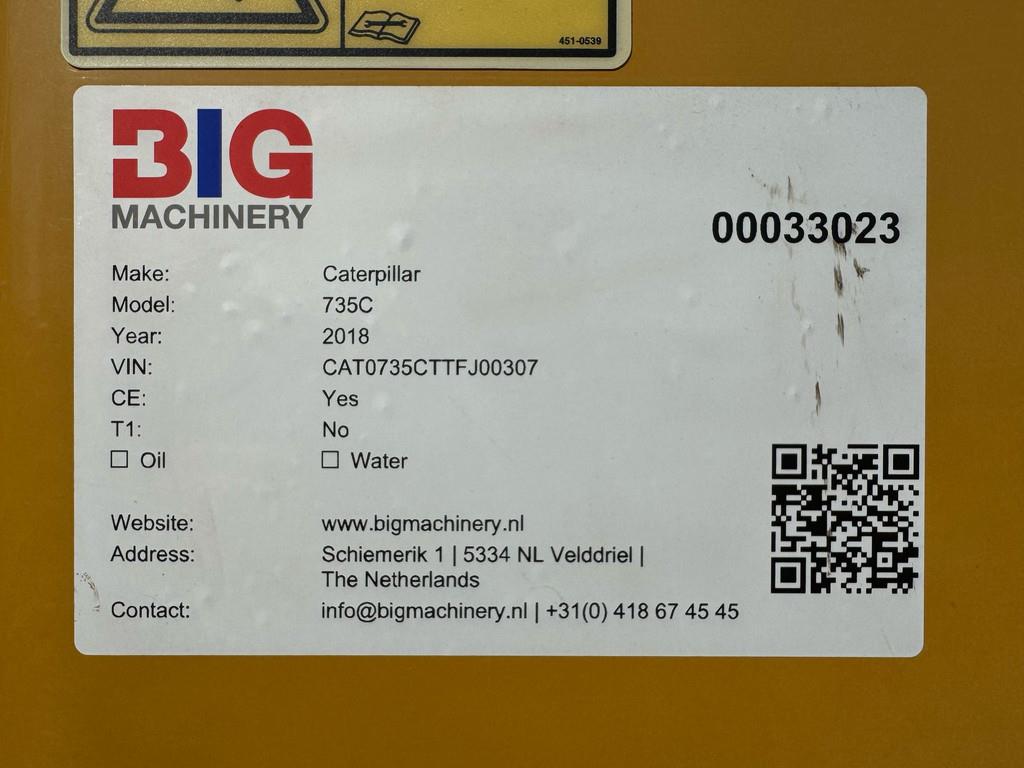 451-0539
BIG
MACHINERY
00033023
Make: Caterpillar
Model: 735C
Year: 2018
VIN: CAT0735CTTFJ00307
CE: Yes
T1: No
☐ Oil ☐ Water
Website: www.bigmachinery.nl
Address: Schiemerik 1 | 5334 NL Velddriel |
The Netherlands
Contact: info@bigmachinery.nl | +31(0) 418 67 45 45